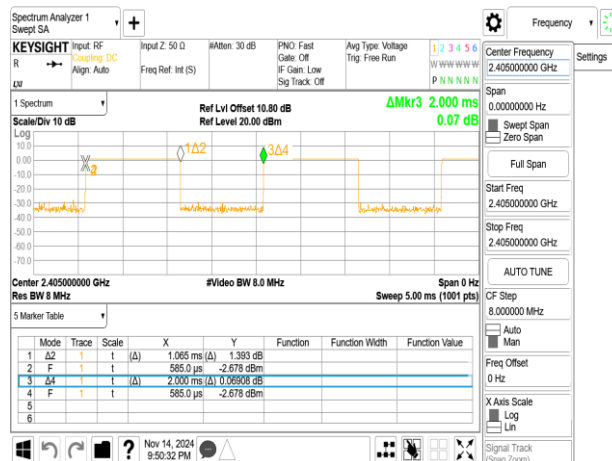 Spectrum Analyzer 1
Swept SA
Frequency
Settings
KEYSIGHT
R
LXI
Input: RF
Coupling: DC
Align: Auto
Input Z: 50 Ω
Freq Ref: Int (S)
#Atten: 30 dB
PNO: Fast
Gate: Off
IF Gain: Low
Sig Track: Off
Avg Type: Voltage
Trig: Free Run
1 2 3 4 5 6
W W W W W W
P N N N N N
1 Spectrum
Scale/Div 10 dB
Log
Ref Lvl Offset 10.80 dB
Ref Level 20.00 dBm
ΔMkr3 2.000 ms
0.07 dB
10.0
0.00
-10.0
-20.0
-30.0
-40.0
-50.0
-60.0
-70.0
1Δ2
3Δ4
Center 2.405000000 GHz
Res BW 8 MHz
#Video BW 8.0 MHz
Span 0 Hz
Sweep 5.00 ms (1001 pts)
5 Marker Table
Mode Trace Scale X Y Function Function Width Function Value
1 Δ2 1 t (Δ) 1.065 ms (Δ) 1.393 dB
2 F 1 t 585.0 µs -2.678 dBm
3 Δ4 1 t (Δ) 2.000 ms (Δ) 0.06908 dB
4 F 1 t 585.0 µs -2.678 dBm
5
6
Nov 14, 2024
9:50:32 PM
Center Frequency
2.405000000 GHz
Span
0.00000000 Hz
Swept Span
Zero Span
Full Span
Start Freq
2.405000000 GHz
Stop Freq
2.405000000 GHz
AUTO TUNE
CF Step
8.000000 MHz
Auto
Man
Freq Offset
0 Hz
X Axis Scale
Log
Lin
Signal Track
(Span Zoom)